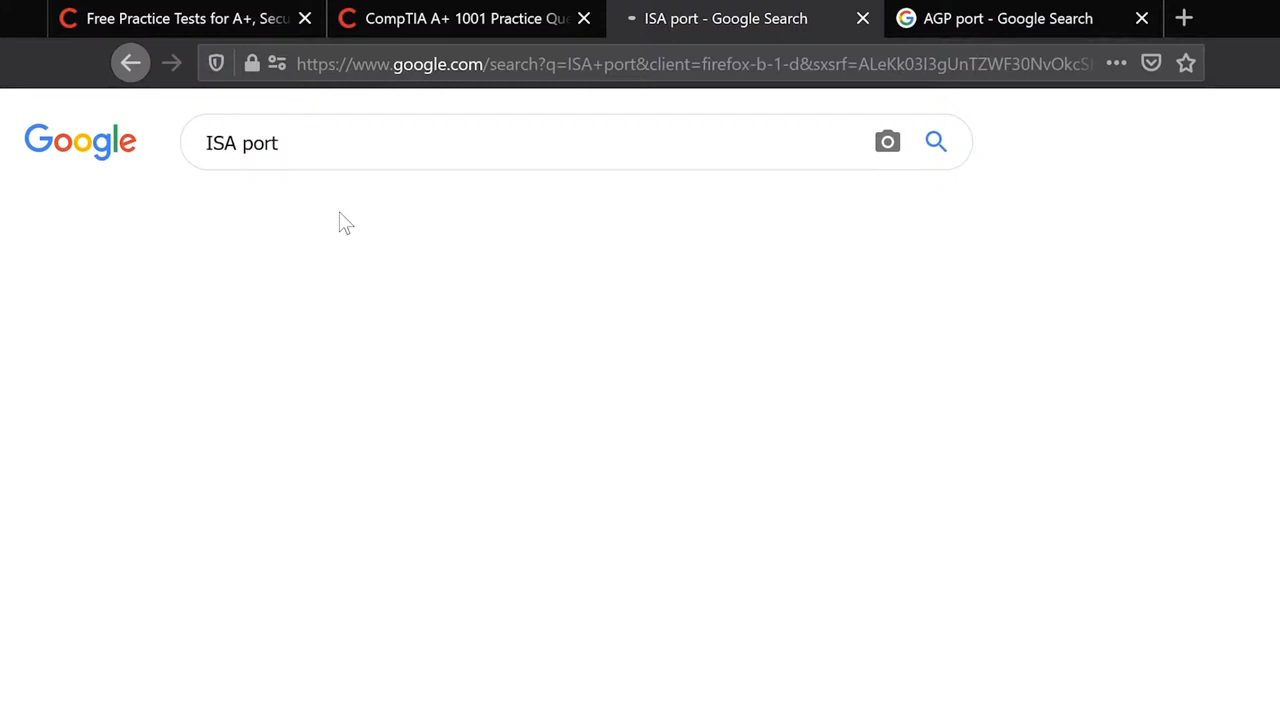 Free Practice Tests for A+, Secu
CompTIA A+ 1001 Practice Que
ISA port - Google Search
AGP port - Google Search
https://www.google.com/search?q=ISA+port&client=firefox-b-1-d&sxsrf=ALeKk03I3gUnTZWF30NvOkcS
Google
ISA port